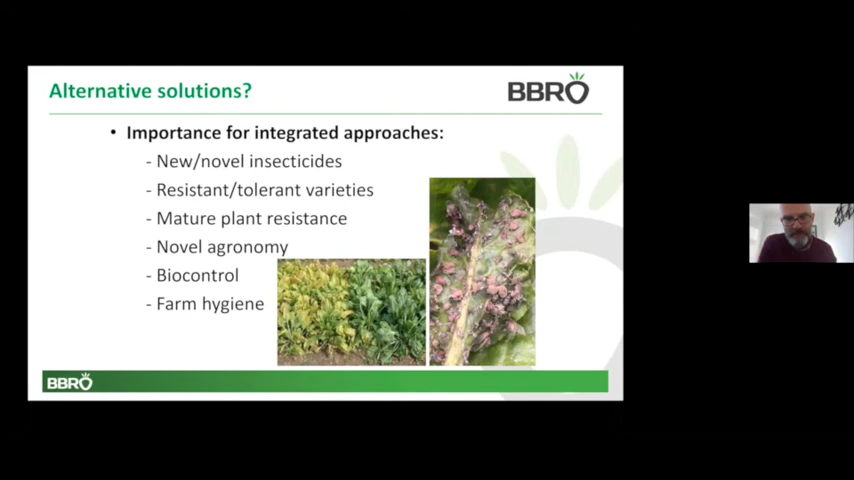 Alternative solutions?
BBRO
• Importance for integrated approaches:
- New/novel insecticides
- Resistant/tolerant varieties
- Mature plant resistance
- Novel agronomy
- Biocontrol
- Farm hygiene
BBRO